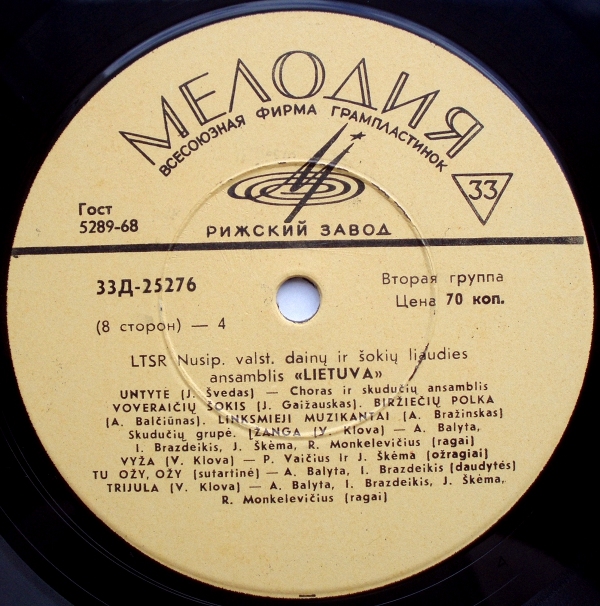 МЕЛОДИЯ
ВСЕСОЮЗНАЯ ФИРМА ГРАМПЛАСТИНОК
33
Гост
5289-68
РИЖСКИЙ ЗАВОД
33Д-25276
Вторая группа
Цена 70 коп.
(8 сторон) — 4
LTSR Nusip. valst. dainų ir šokių liaudies
ansamblis «LIETUVA»
UNTYTE (J. Švedas) — Choras ir skudučių ansamblis
VOVERAIČIŲ ŠOKIS (J. Gaižauskas). BIRŽIEČIŲ POLKA
(A. Balčiūnas). LINKSMIEJI MUZIKANTAI (A. Bražinskas)
Skudučių grupė. IŽANGA (V. Klova) — A. Balyta,
I. Brazdeikis, J. Škėma, R. Monkelevičius (ragai)
VYŽA (V. Klova) — P. Vaičius Ir J. Škėma (ožragiai)
TU OŽY, OŽY (sutartinė) — A. Balyta, I. Brazdeikis (daudytės)
TRIJULA (V. Klova) — A. Balyta, I. Brazdeikis, J. Škėma,
R. Monkelevičius (ragai)